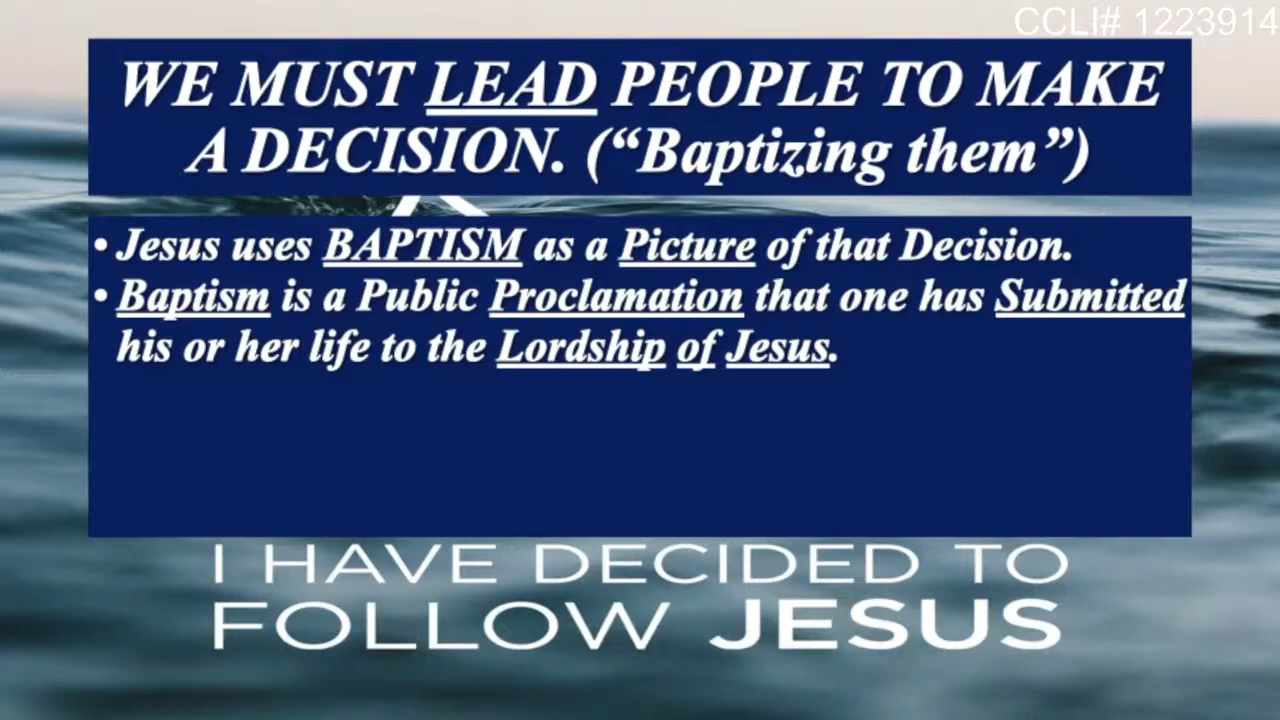 CCLI# 1223914
WE MUST LEAD PEOPLE TO MAKE
A DECISION. (“Baptizing them”)
• Jesus uses BAPTISM as a Picture of that Decision.
• Baptism is a Public Proclamation that one has Submitted
his or her life to the Lordship of Jesus.
I HAVE DECIDED TO
FOLLOW JESUS